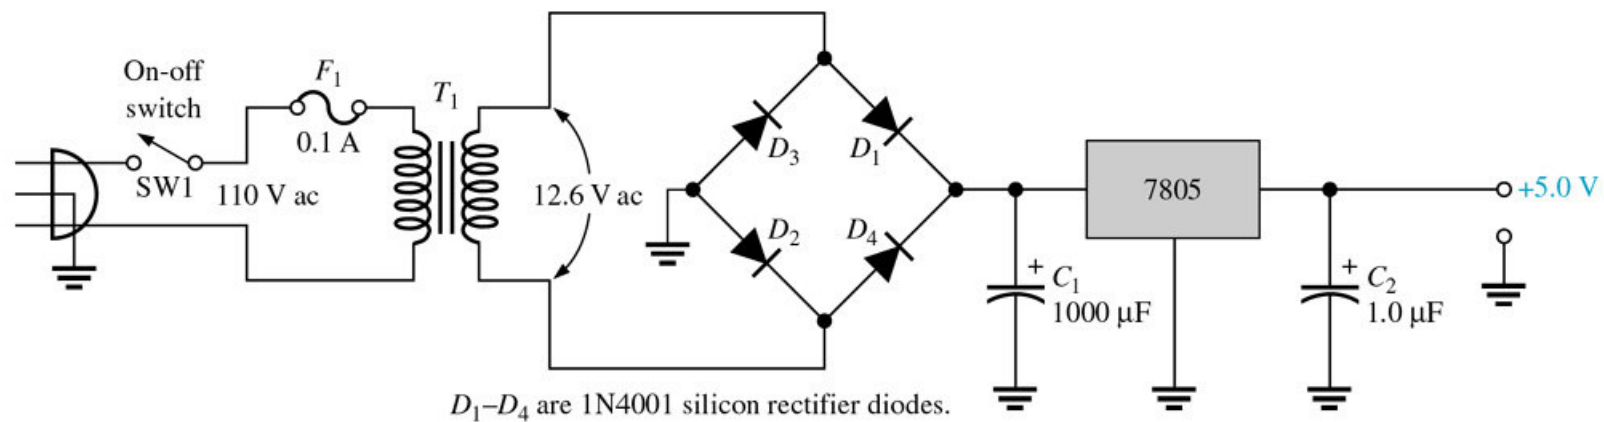 On-off
switch
SW1
F1
0.1 A
110 V ac
T1
12.6 V ac
D3
D1
D2
D4
7805
+
C1
1000 μF
+
C2
1.0 μF
+5.0 V
D1–D4 are 1N4001 silicon rectifier diodes.